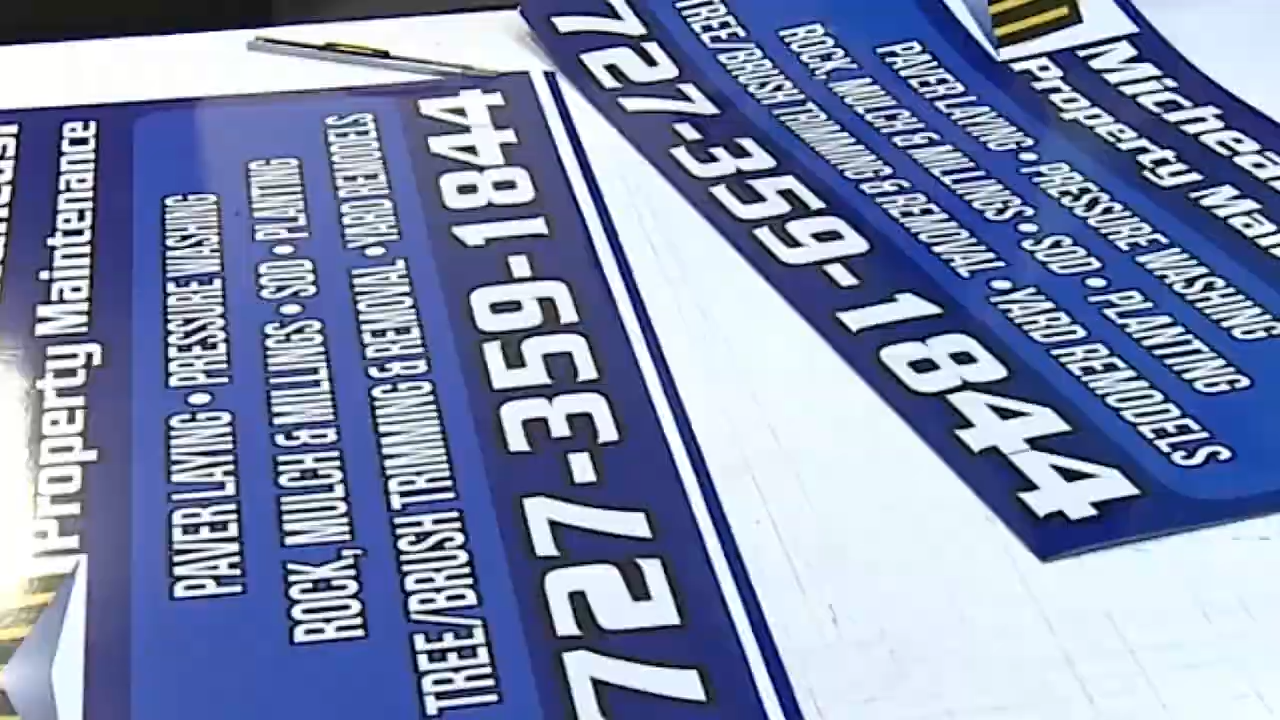 Property Maintenance
PAVER LAYING • PRESSURE WASHING
ROCK, MULCH & MILLINGS • SOD • PLANTING
TREE/BRUSH TRIMMING & REMOVAL • YARD REMODELS
727-359-1844
Property
PAVER LAYING • PRESSURE WASHING
ROCK, MULCH & MILLINGS • SOD • PLANTING
TREE/BRUSH TRIMMING & REMOVAL • YARD REMODELS
727-359-1844